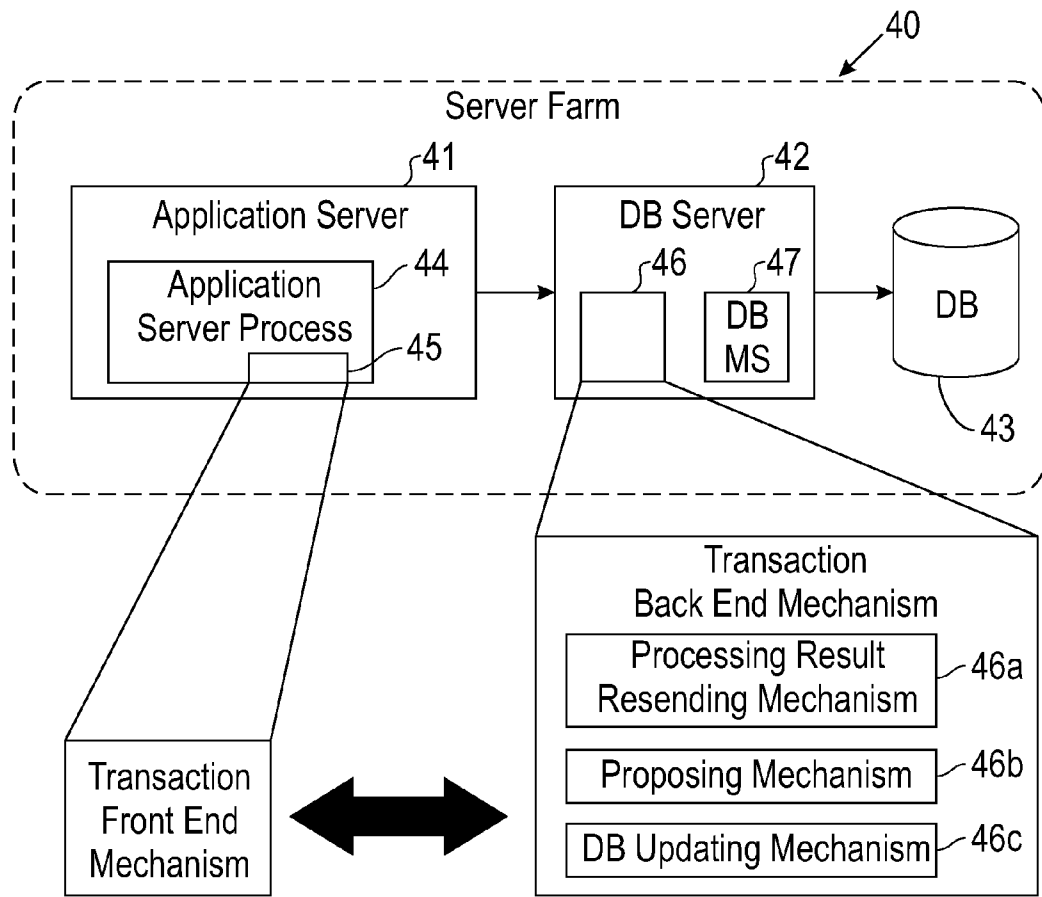 40
Server Farm
41
Application Server
44
Application
Server Process
45
42
DB Server
46
47
DB
MS
DB
43
Transaction
Front End
Mechanism
Transaction
Back End Mechanism
Processing Result
Resending Mechanism
46a
Proposing Mechanism
46b
DB Updating Mechanism
46c